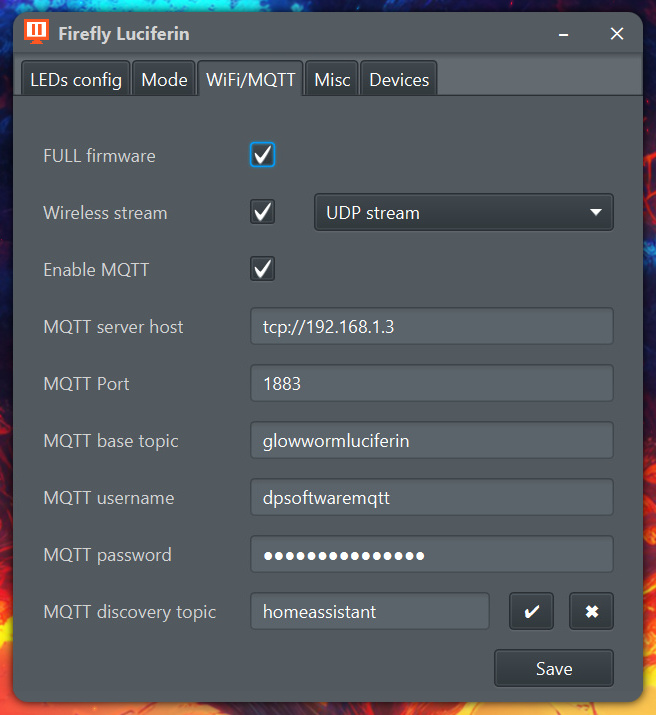 Firefly Luciferin
LEDs config Mode WiFi/MQTT Misc Devices
FULL firmware
Wireless stream UDP stream
Enable MQTT
MQTT server host tcp://192.168.1.3
MQTT Port 1883
MQTT base topic glowwormluciferin
MQTT username dpsoftwaremqtt
MQTT password ●●●●●●●●●●●●●●●
MQTT discovery topic homeassistant
Save